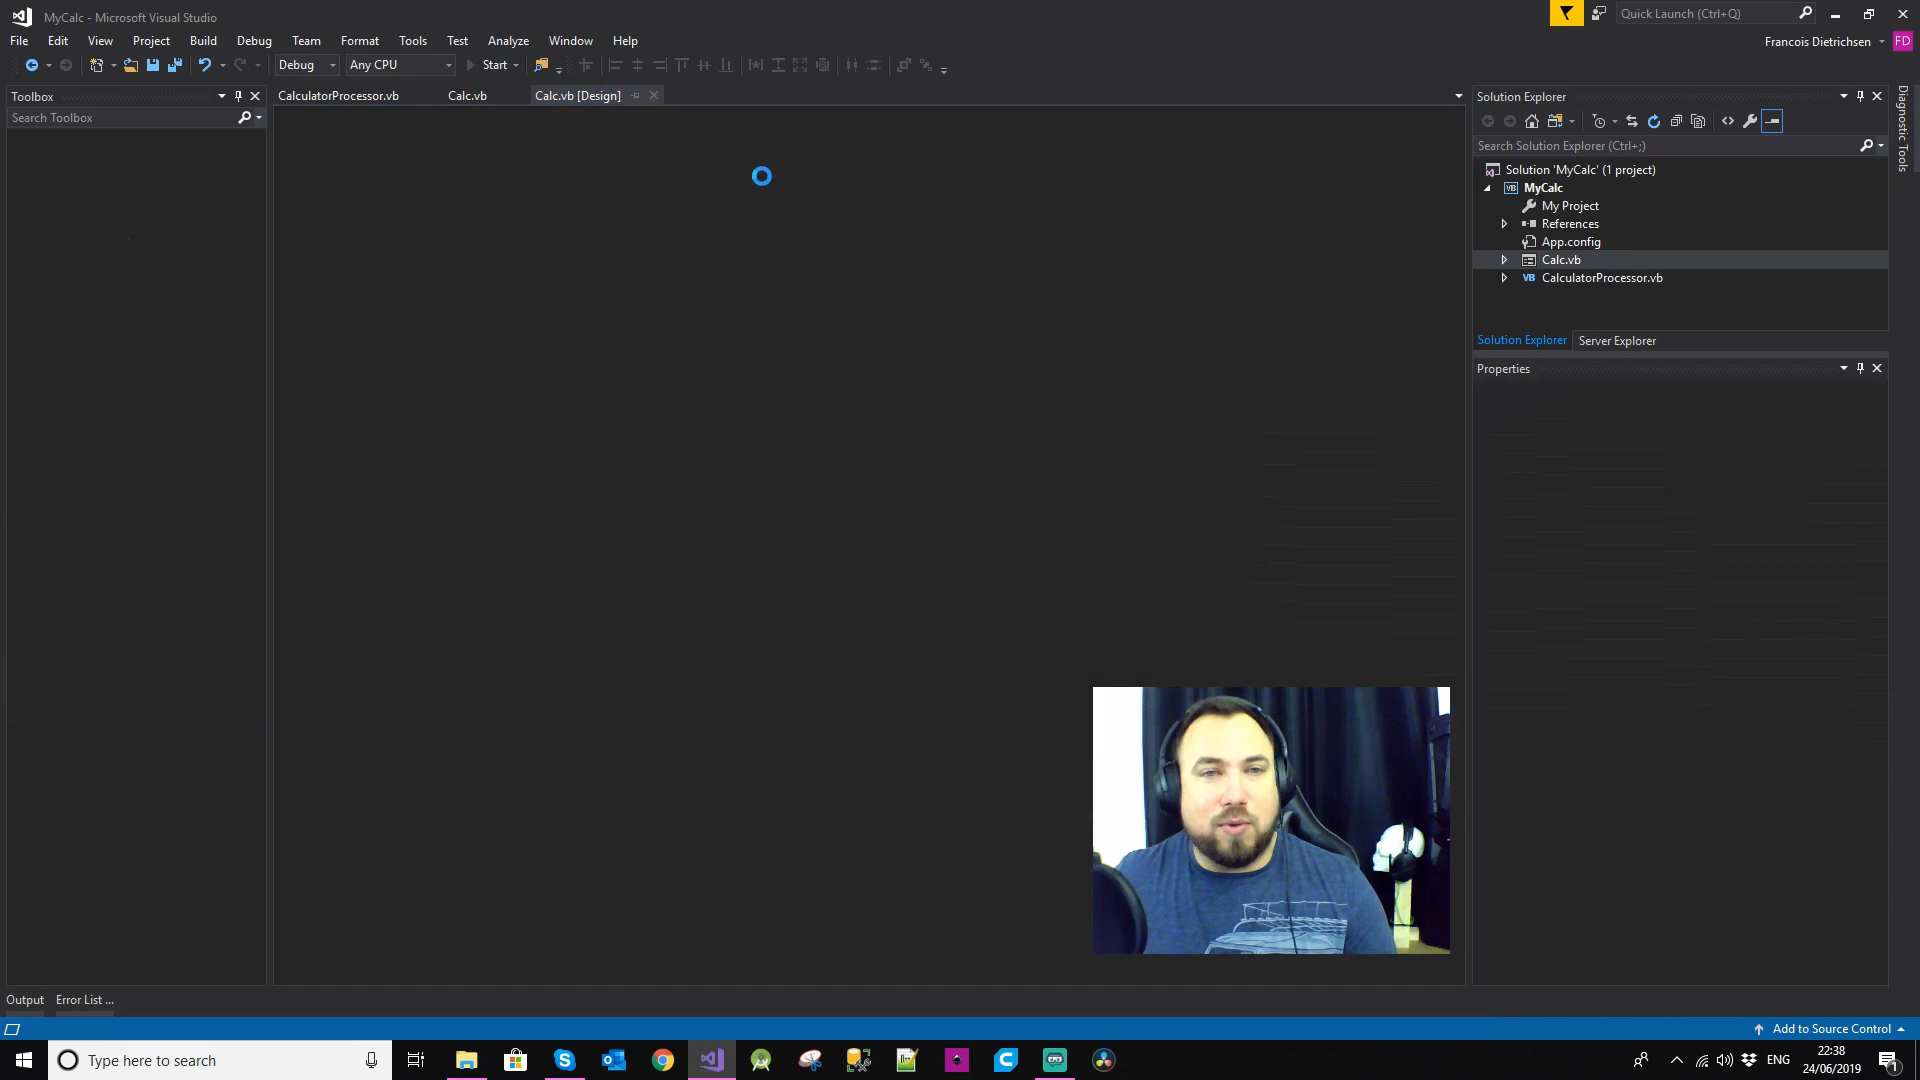 MyCalc - Microsoft Visual Studio
Quick Launch (Ctrl+Q)
File Edit View Project Build Debug Team Format Tools Test Analyze Window Help
Francois Dietrichsen FD
Debug Any CPU Start
Toolbox
CalculatorProcessor.vb Calc.vb Calc.vb [Design]
Solution Explorer
Diagnostic Tools
Search Toolbox
Search Solution Explorer (Ctrl+;)
Solution 'MyCalc' (1 project)
VB MyCalc
My Project
References
App.config
Calc.vb
VB CalculatorProcessor.vb
Solution Explorer Server Explorer
Properties
Output Error List ...
Add to Source Control
Type here to search
ENG
22:38
24/06/2019
1